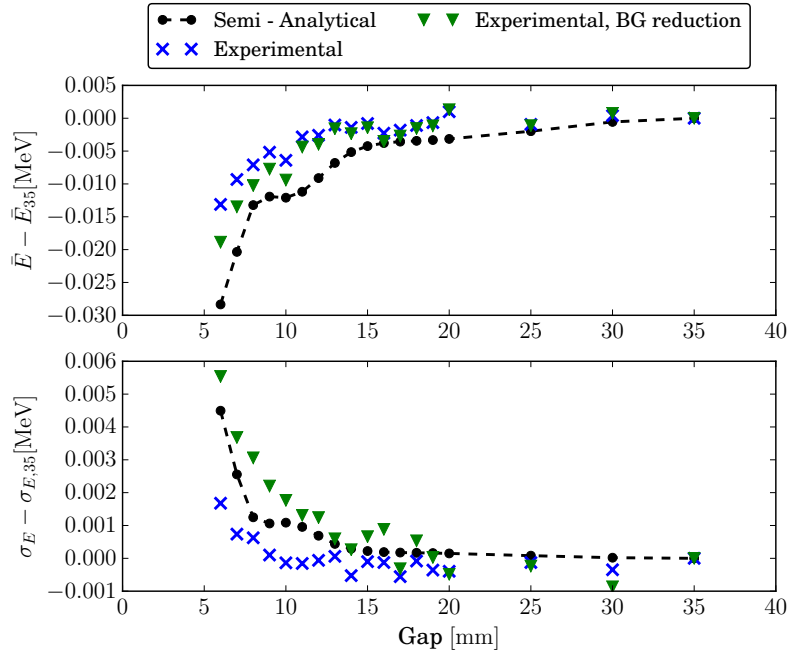 Semi - Analytical
Experimental
Experimental, BG reduction
0.005
0.000
−0.005
−0.010
−0.015
−0.020
−0.025
−0.030
Ē − Ē₃₅[MeV]
0 5 10 15 20 25 30 35 40
0.006
0.005
0.004
0.003
0.002
0.001
0.000
−0.001
σ_E − σ_{E,35}[MeV]
0 5 10 15 20 25 30 35 40
Gap [mm]